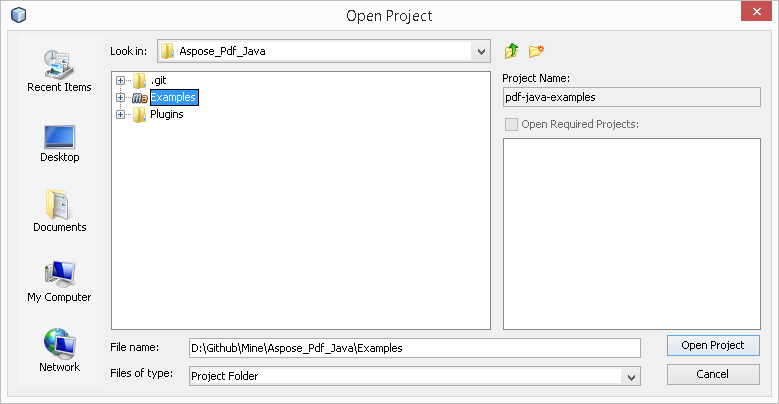 Open Project
Look in: Aspose_Pdf_Java
Recent Items
Desktop
Documents
My Computer
Network
.git
Examples
Plugins
Project Name:
pdf-java-examples
Open Required Projects:
File name: D:\Github\Mine\Aspose_Pdf_Java\Examples
Open Project
Files of type: Project Folder
Cancel